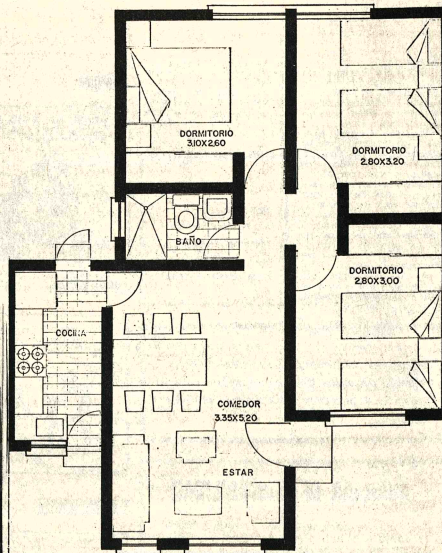 DORMITORIO
3.10X2.60
DORMITORIO
2.80X3.20
BAÑO
DORMITORIO
2.80X3.00
COCINA
COMEDOR
3.35X5.20
ESTAR